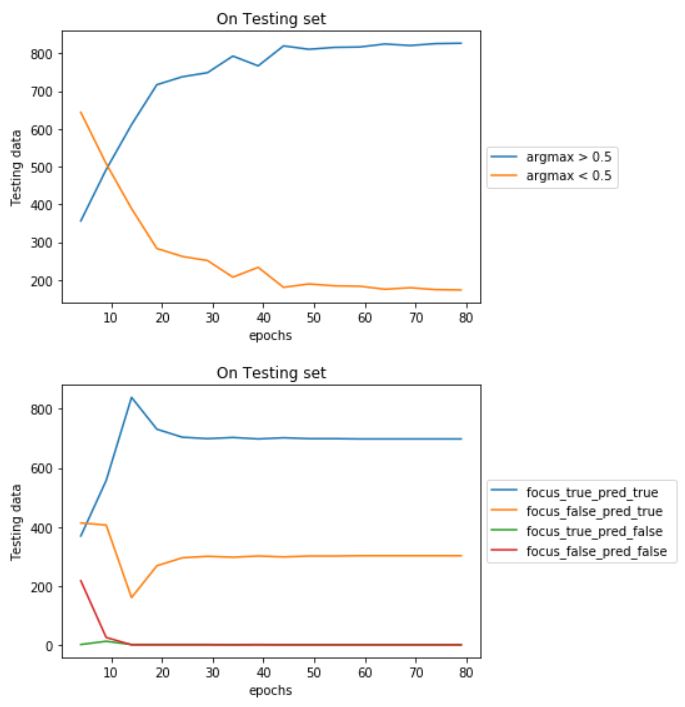 On Testing set
800
700
600
500
400
300
200
Testing data
10 20 30 40 50 60 70 80
epochs
argmax > 0.5
argmax < 0.5
On Testing set
800
600
400
200
0
Testing data
10 20 30 40 50 60 70 80
epochs
focus_true_pred_true
focus_false_pred_true
focus_true_pred_false
focus_false_pred_false